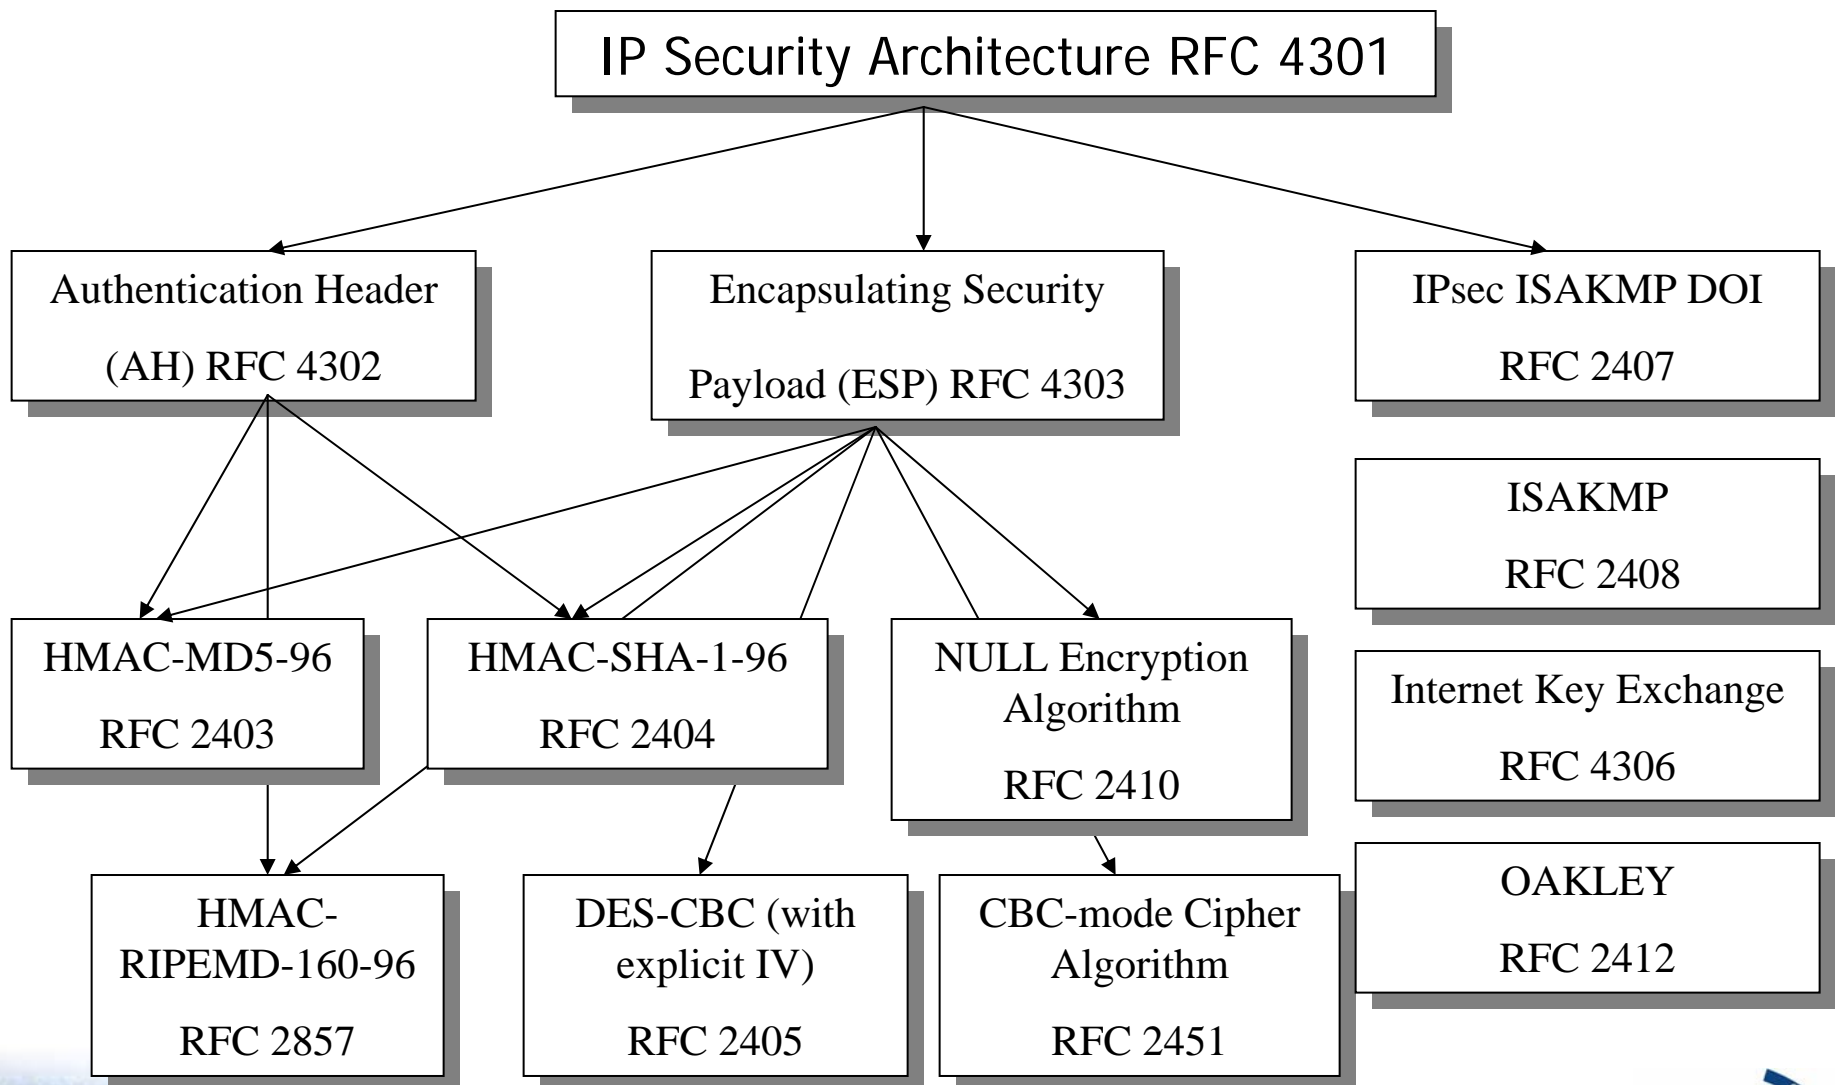 IP Security Architecture RFC 4301
Authentication Header
(AH) RFC 4302
Encapsulating Security
Payload (ESP) RFC 4303
IPsec ISAKMP DOI
RFC 2407
ISAKMP
RFC 2408
HMAC-MD5-96
RFC 2403
HMAC-SHA-1-96
RFC 2404
NULL Encryption
Algorithm
RFC 2410
Internet Key Exchange
RFC 4306
HMAC-
RIPEMD-160-96
RFC 2857
DES-CBC (with
explicit IV)
RFC 2405
CBC-mode Cipher
Algorithm
RFC 2451
OAKLEY
RFC 2412